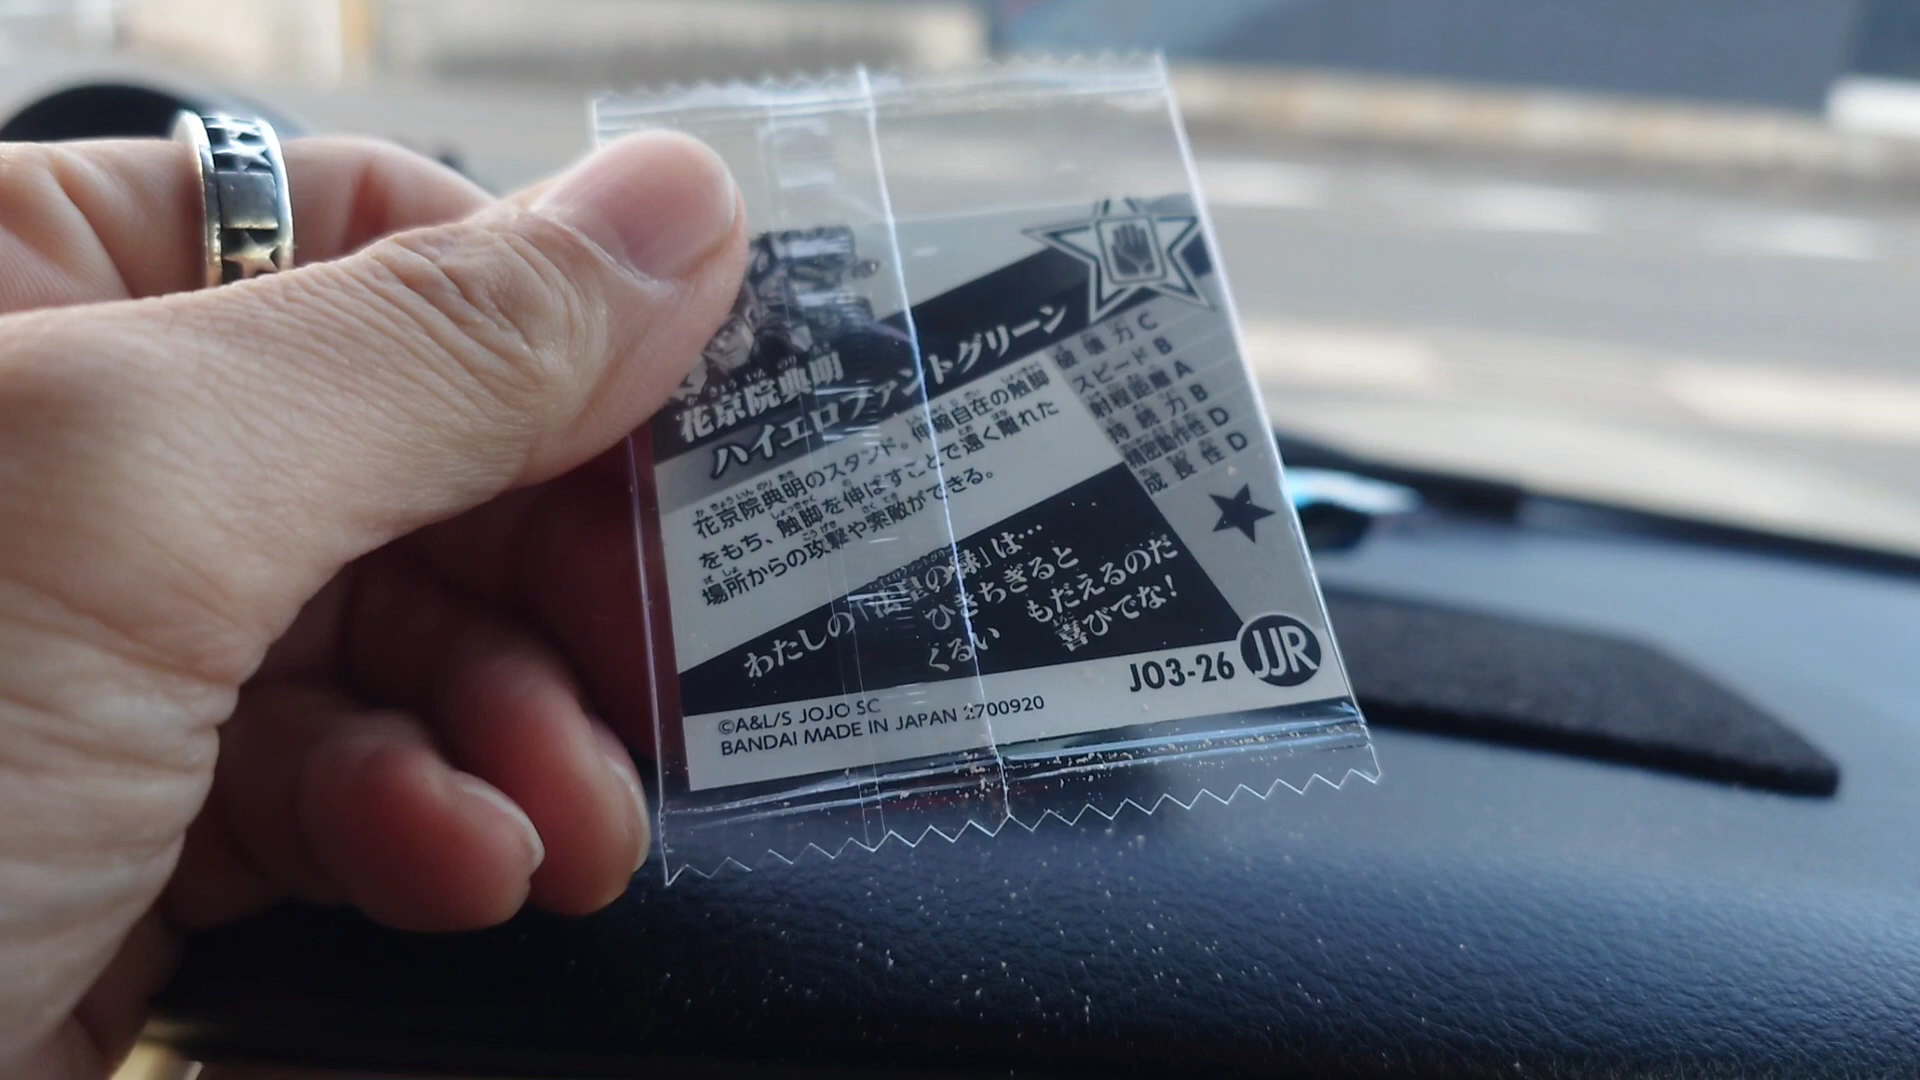 花京院典明
ハイエロファントグリーン
破壊力 C
スピード B
射程距離 A
持続力 B
精密動作性 D
成長性 D
花京院典明のスタンド。伸縮自在の触脚
をもち、触脚を伸ばすことで遠く離れた
場所からの攻撃や索敵ができる。
わたしの「法皇の緑」は…
ひきちぎると
くるい もだえるのだ
喜びでな!
JO3-26 JJR
©A&L/S JOJO SC
BANDAI MADE IN JAPAN 2700920